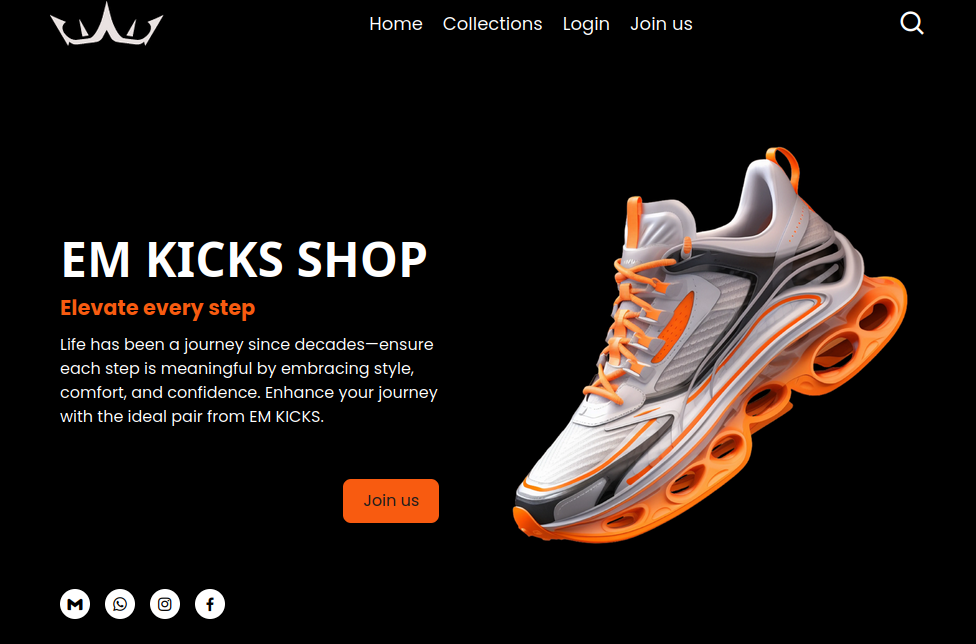 Home Collections Login Join us
EM KICKS SHOP
Elevate every step
Life has been a journey since decades—ensure
each step is meaningful by embracing style,
comfort, and confidence. Enhance your journey
with the ideal pair from EM KICKS.
Join us